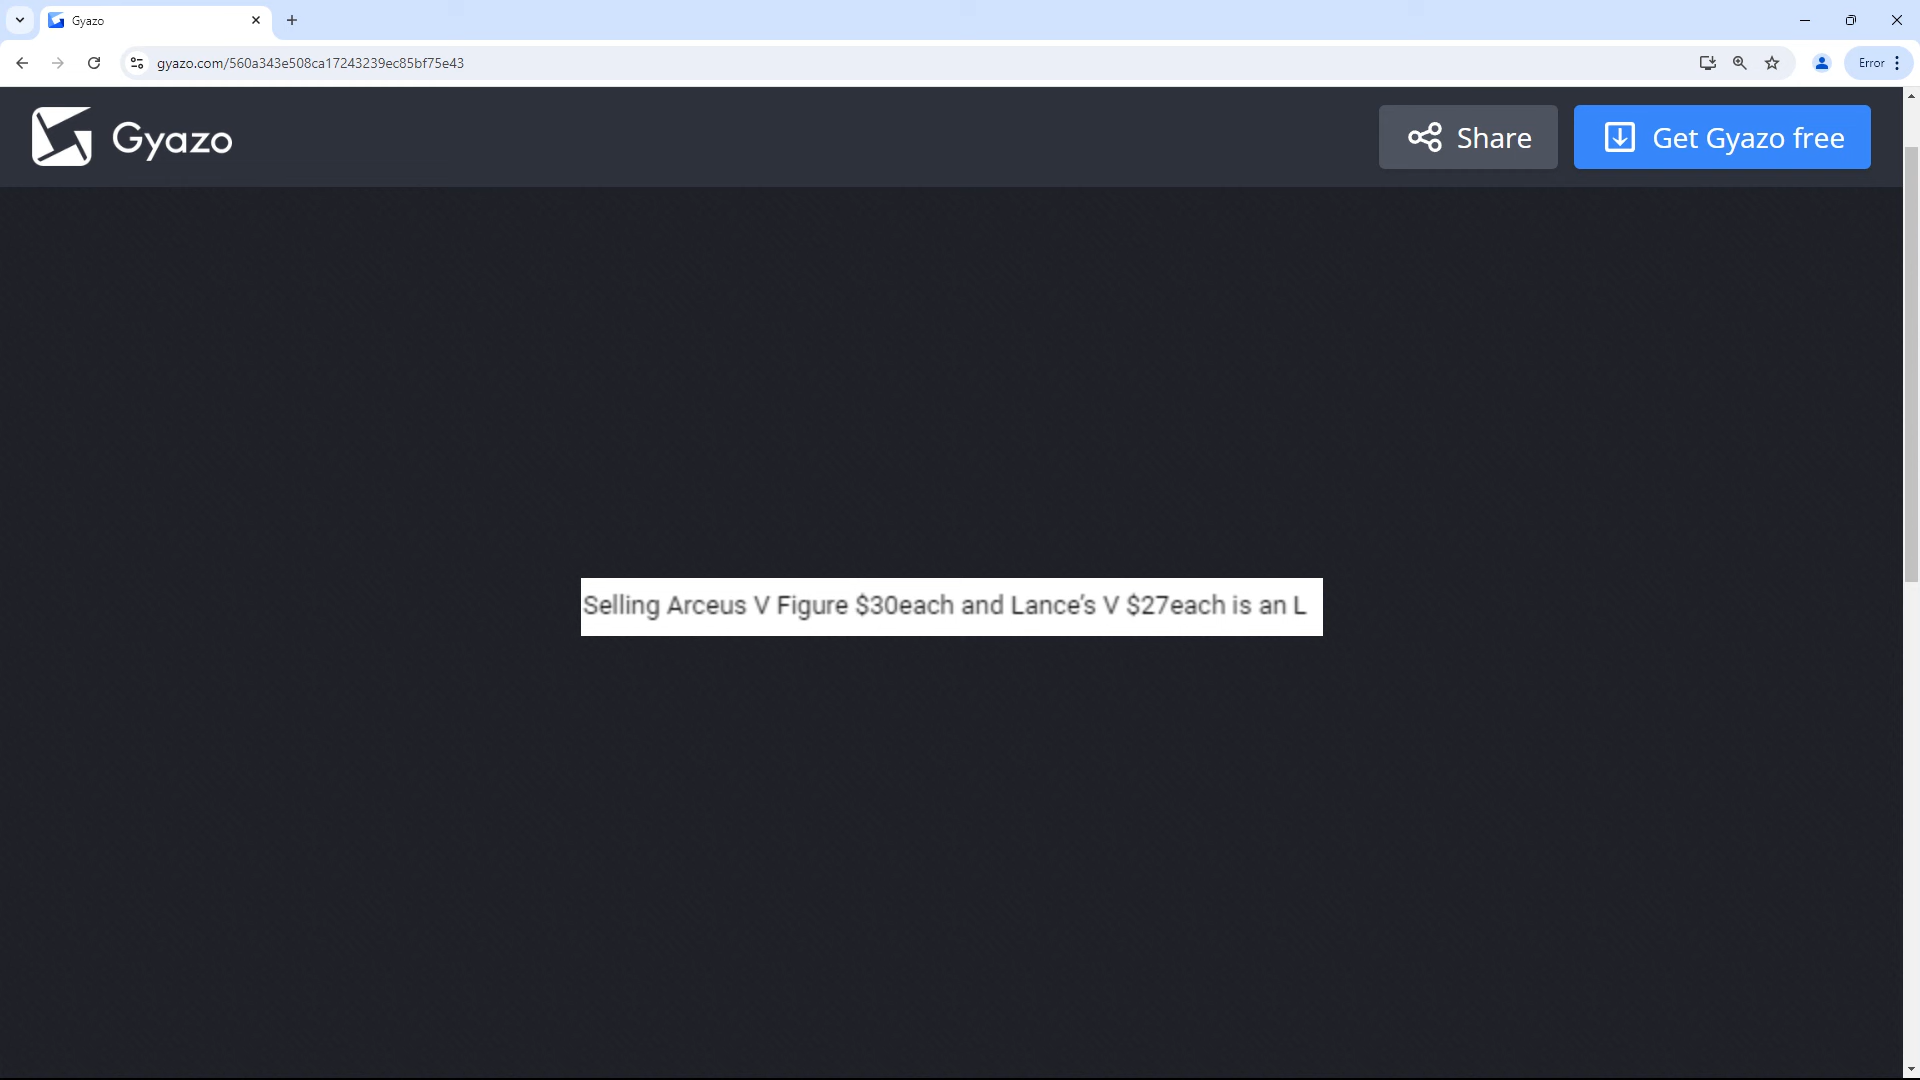 Gyazo
gyazo.com/560a343e508ca17243239ec85bf75e43
Error
Gyazo
Share
Get Gyazo free
Selling Arceus V Figure $30each and Lance's V $27each is an L